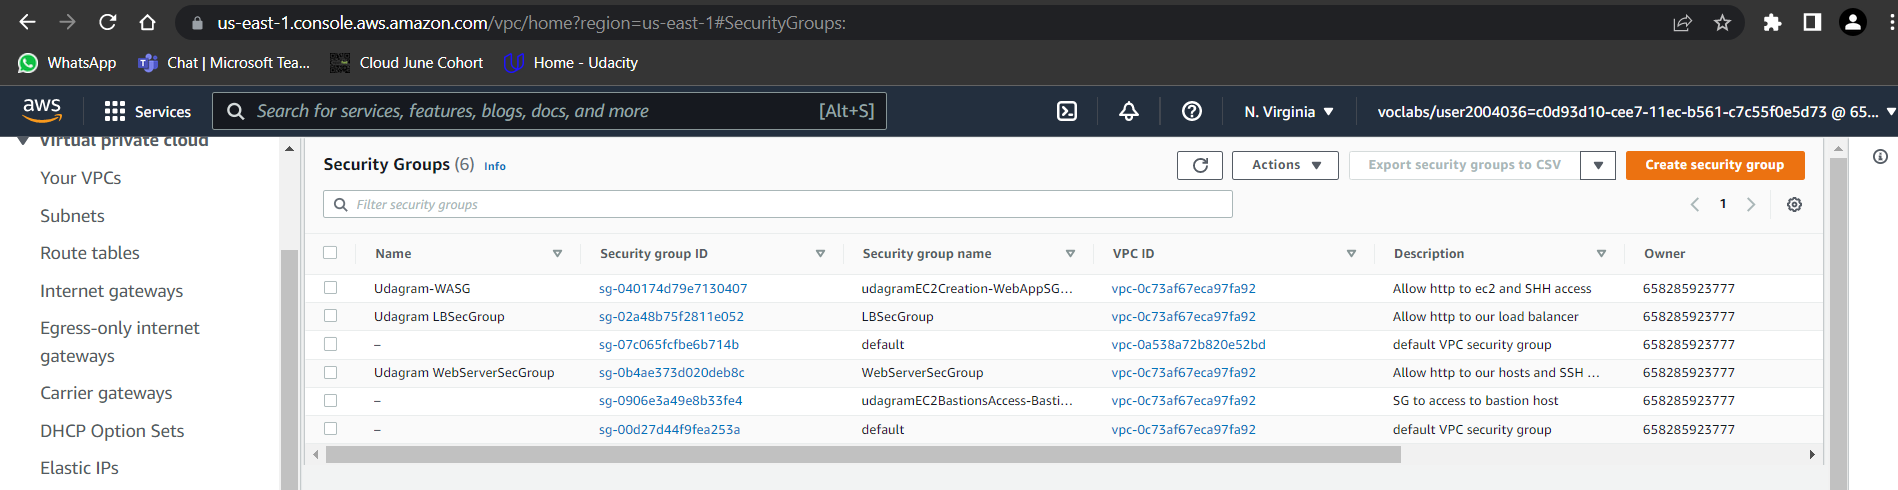 us-east-1.console.aws.amazon.com/vpc/home?region=us-east-1#SecurityGroups:
WhatsApp Chat | Microsoft Tea... Cloud June Cohort Home - Udacity
aws Services Search for services, features, blogs, docs, and more [Alt+S] N. Virginia voclabs/user2004036=c0d93d10-cee7-11ec-b561-c7c55f0e5d73 @ 65...
Virtual private cloud
Your VPCs
Subnets
Route tables
Internet gateways
Egress-only internet
gateways
Carrier gateways
DHCP Option Sets
Elastic IPs
Security Groups (6) Info Actions Export security groups to CSV Create security group
Filter security groups 1
Name Security group ID Security group name VPC ID Description Owner
Udagram-WASG sg-040174d79e7130407 udagramEC2Creation-WebAppSG... vpc-0c73af67eca97fa92 Allow http to ec2 and SHH access 658285923777
Udagram LBSecGroup sg-02a48b75f2811e052 LBSecGroup vpc-0c73af67eca97fa92 Allow http to our load balancer 658285923777
– sg-07c065fcfbe6b714b default vpc-0a538a72b820e52bd default VPC security group 658285923777
Udagram WebServerSecGroup sg-0b4ae373d020deb8c WebServerSecGroup vpc-0c73af67eca97fa92 Allow http to our hosts and SSH ... 658285923777
– sg-0906e3a49e8b33fe4 udagramEC2BastionsAccess-Basti... vpc-0c73af67eca97fa92 SG to access to bastion host 658285923777
– sg-00d27d44f9fea253a default vpc-0c73af67eca97fa92 default VPC security group 658285923777